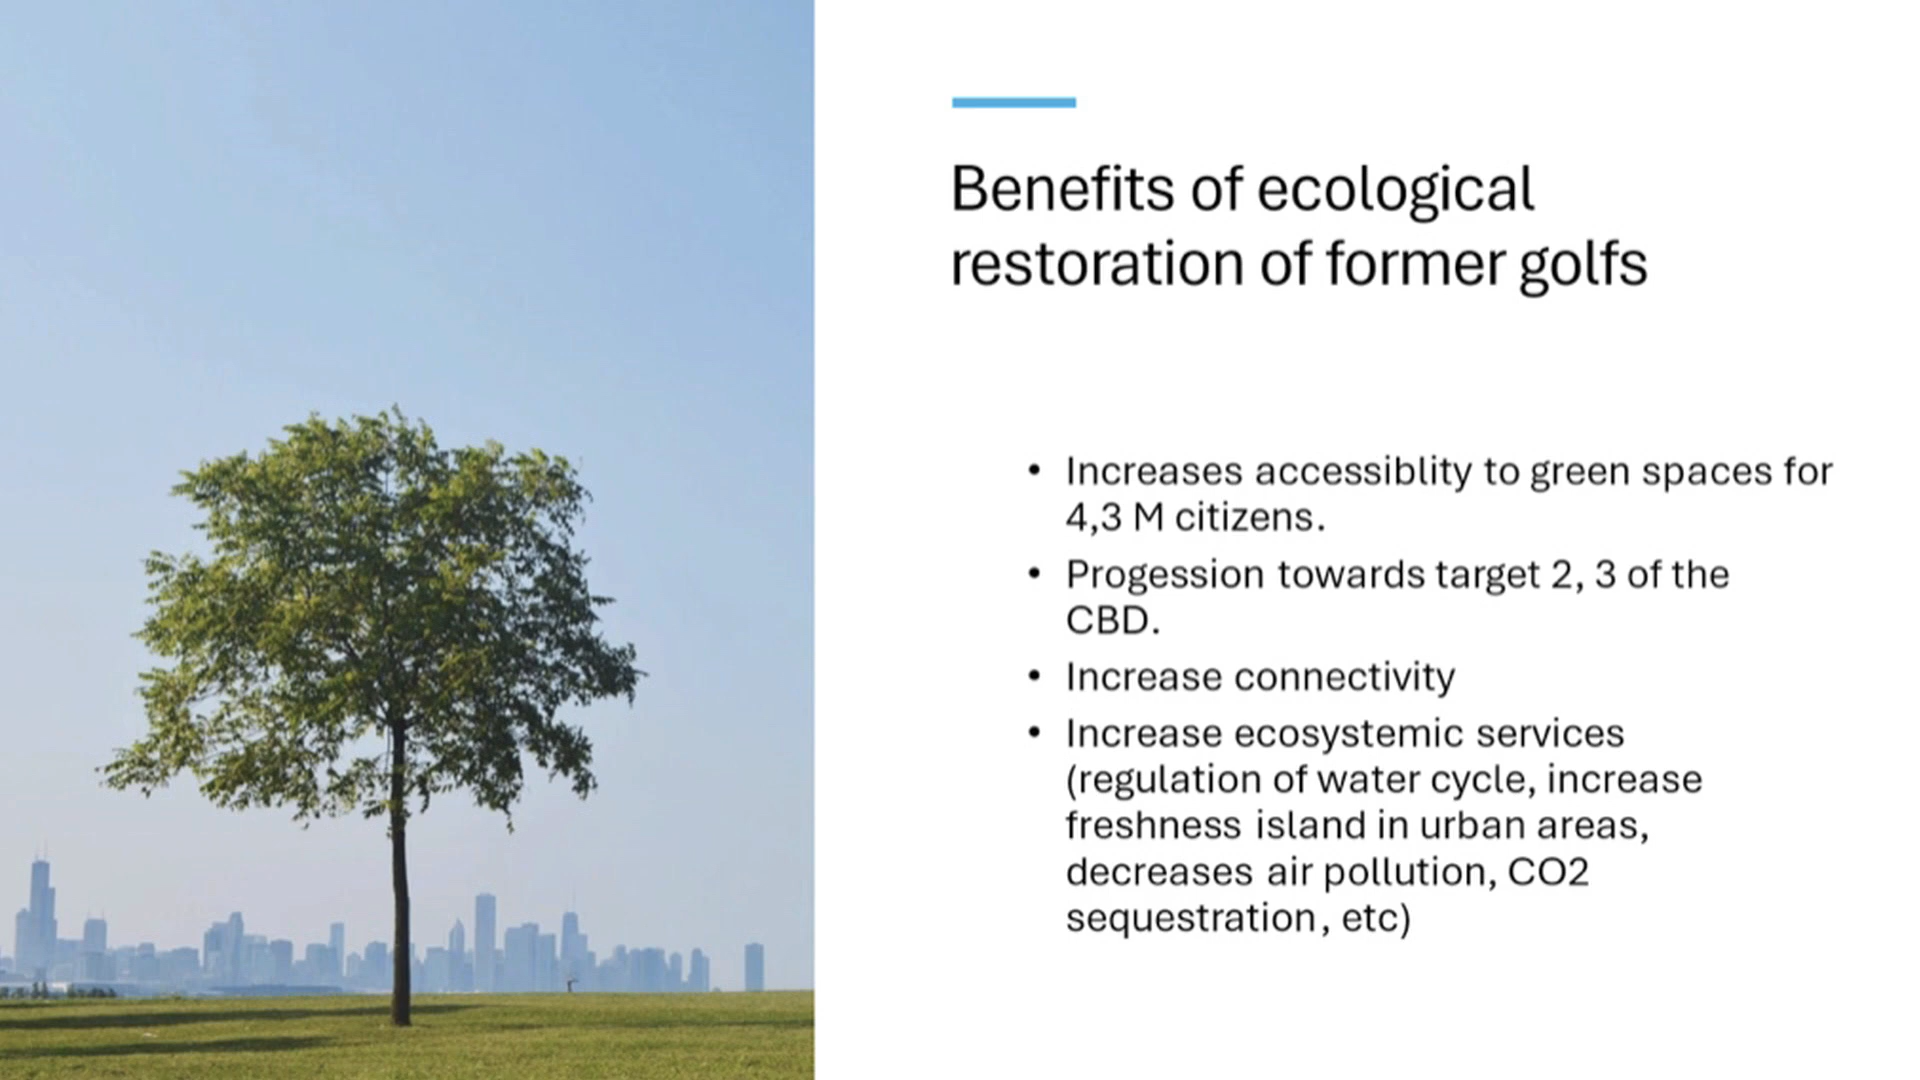 Benefits of ecological
restoration of former golfs
• Increases accessiblity to green spaces for
4,3 M citizens.
• Progession towards target 2, 3 of the
CBD.
• Increase connectivity
• Increase ecosystemic services
(regulation of water cycle, increase
freshness island in urban areas,
decreases air pollution, CO2
sequestration, etc)